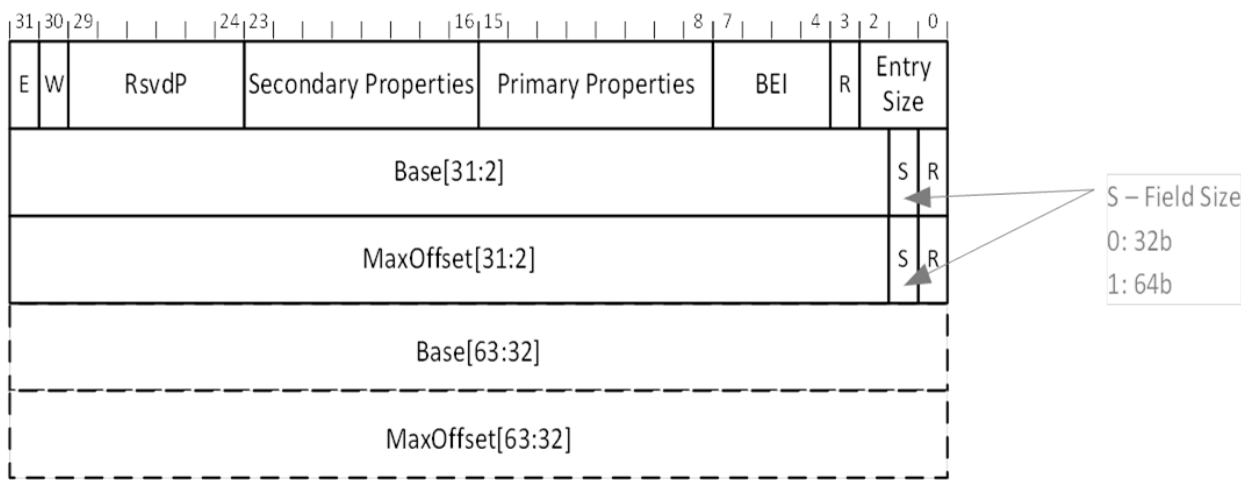 31 30 29 24 23 16 15 8 7 4 3 2 0
E W RsvdP Secondary Properties Primary Properties BEI R Entry
Size
Base[31:2] S R
MaxOffset[31:2] S R
Base[63:32]
MaxOffset[63:32]
S – Field Size
0: 32b
1: 64b